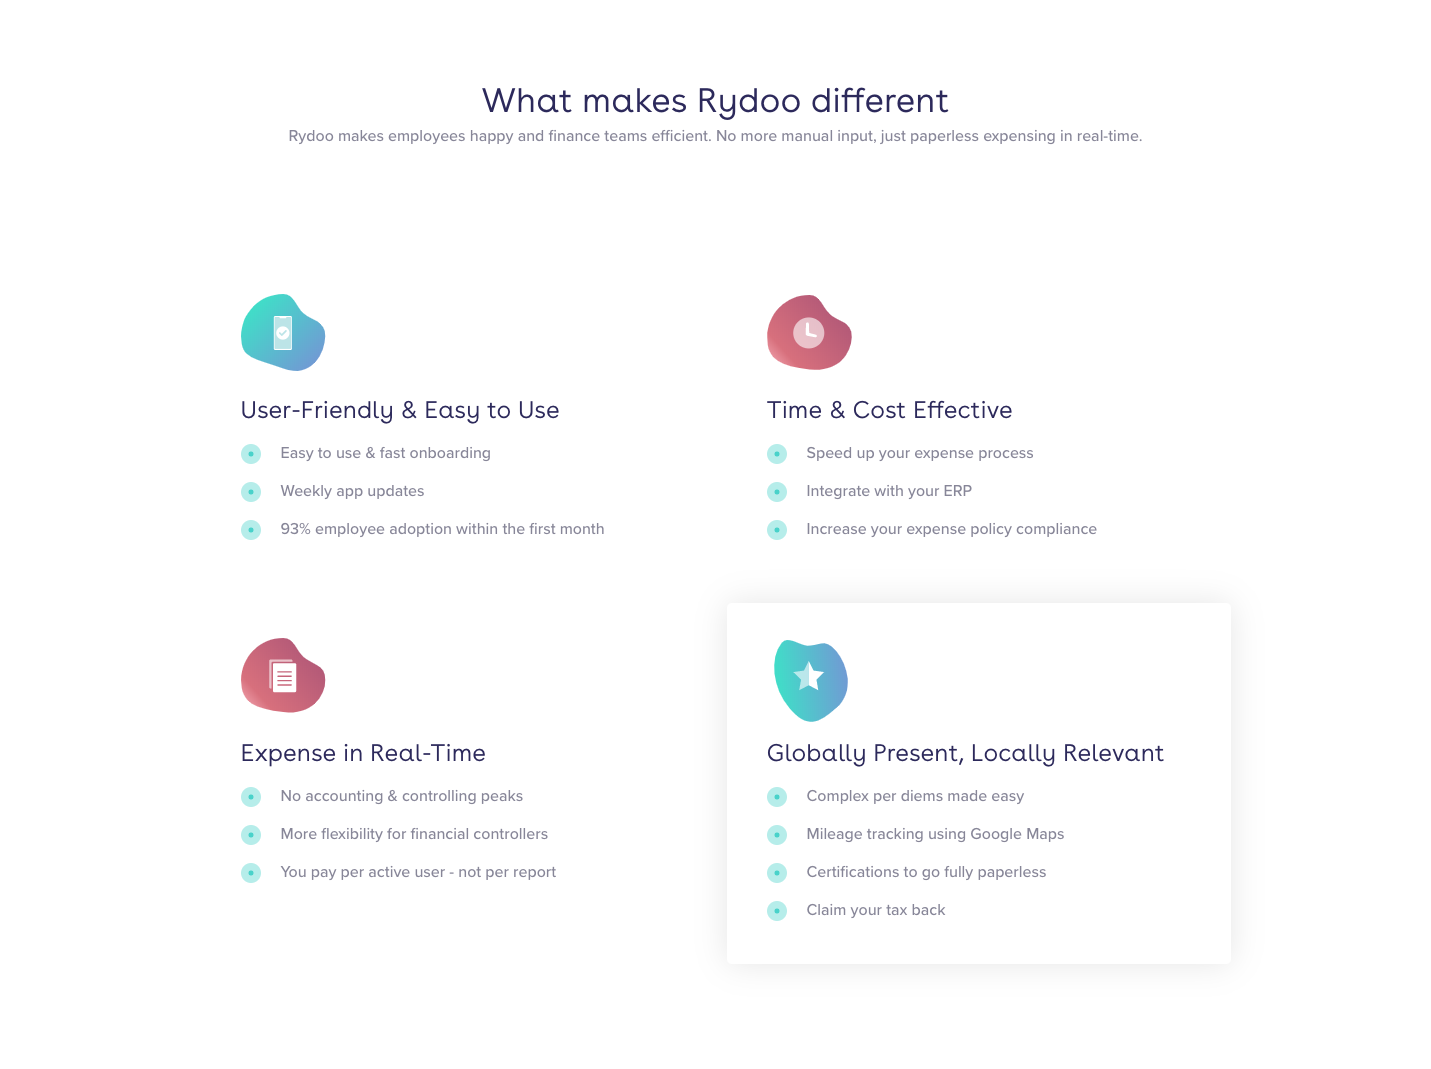 What makes Rydoo different
Rydoo makes employees happy and finance teams efficient. No more manual input, just paperless expensing in real-time.
User-Friendly & Easy to Use
Easy to use & fast onboarding
Weekly app updates
93% employee adoption within the first month
Time & Cost Effective
Speed up your expense process
Integrate with your ERP
Increase your expense policy compliance
Expense in Real-Time
No accounting & controlling peaks
More flexibility for financial controllers
You pay per active user - not per report
Globally Present, Locally Relevant
Complex per diems made easy
Mileage tracking using Google Maps
Certifications to go fully paperless
Claim your tax back